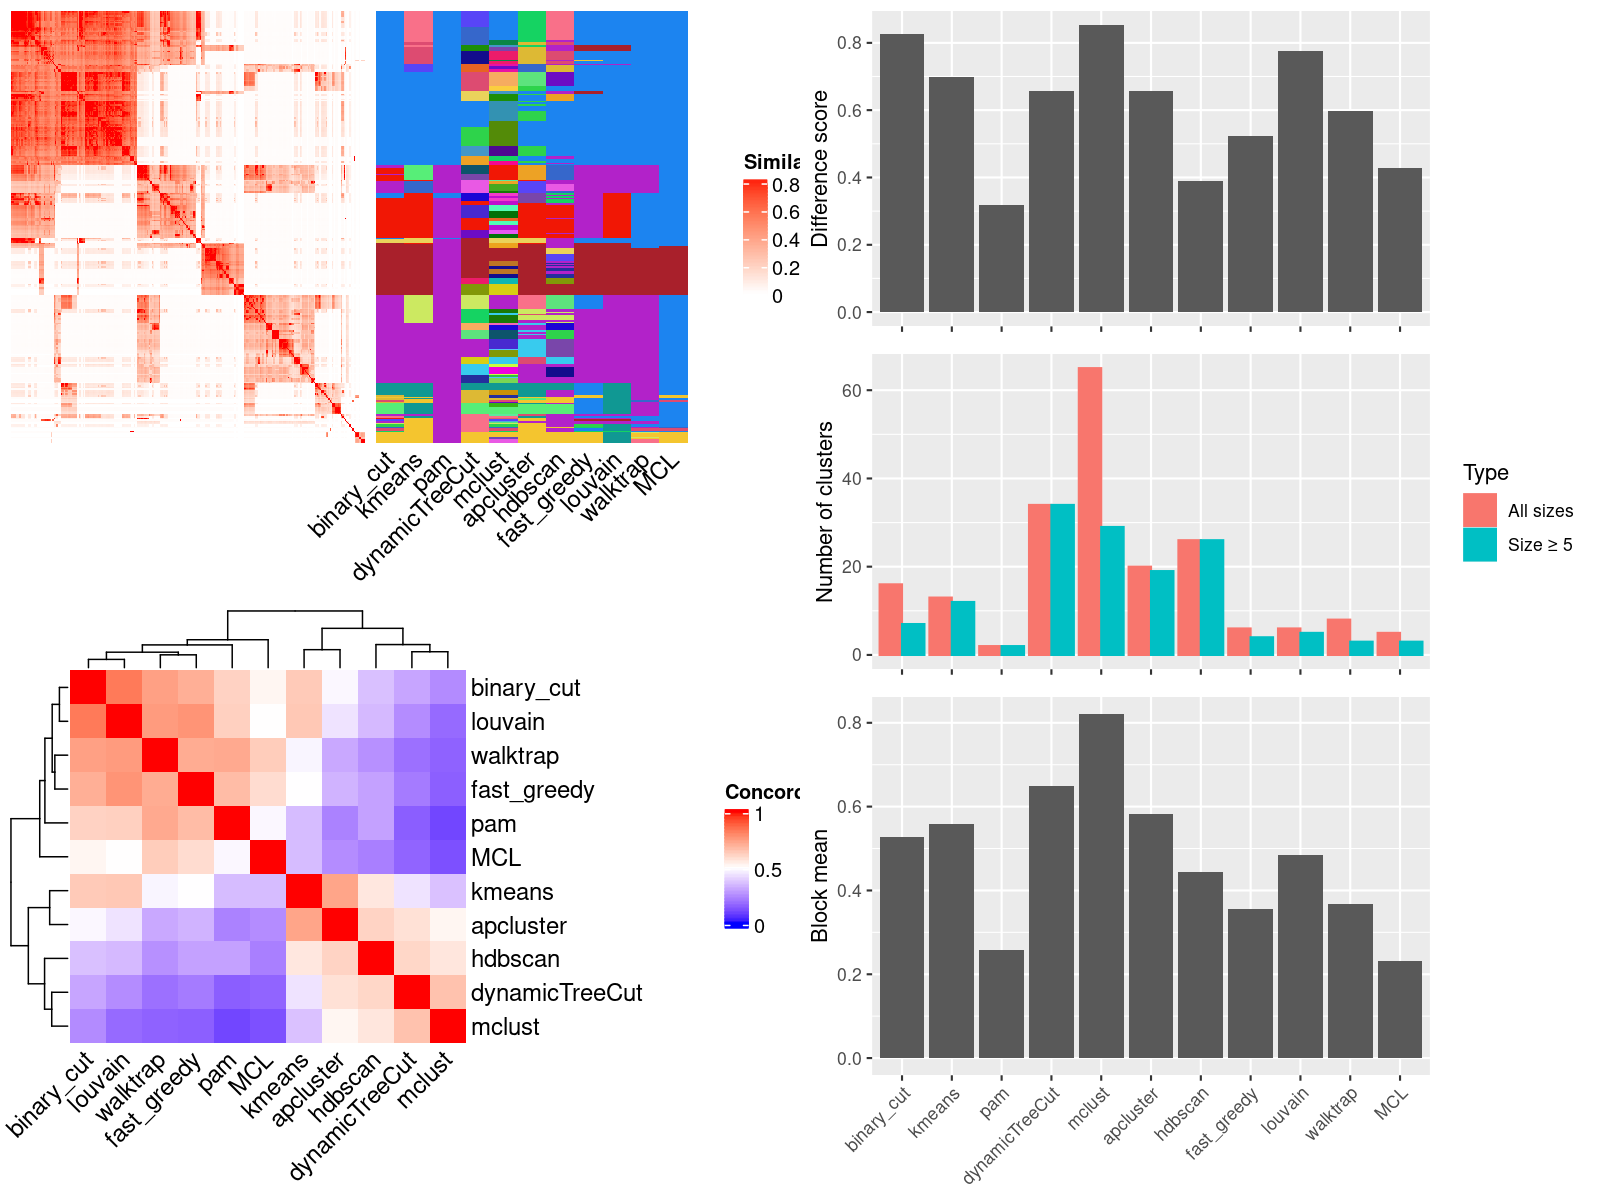 Simila
0.8
0.6
0.4
0.2
0
binary_cut
kmeans
pam
dynamicTreeCut
mclust
apcluster
hdbscan
fast_greedy
louvain
walktrap
MCL
binary_cut
louvain
walktrap
fast_greedy
pam
MCL
kmeans
apcluster
hdbscan
dynamicTreeCut
mclust
binary_cut
louvain
walktrap
fast_greedy
pam
MCL
kmeans
apcluster
hdbscan
dynamicTreeCut
mclust
Concord
1
0.5
0
Difference score
0.8
0.6
0.4
0.2
0.0
Number of clusters
60
40
20
0
Type
All sizes
Size ≥ 5
Block mean
0.8
0.6
0.4
0.2
0.0
binary_cut
kmeans
pam
dynamicTreeCut
mclust
apcluster
hdbscan
fast_greedy
louvain
walktrap
MCL